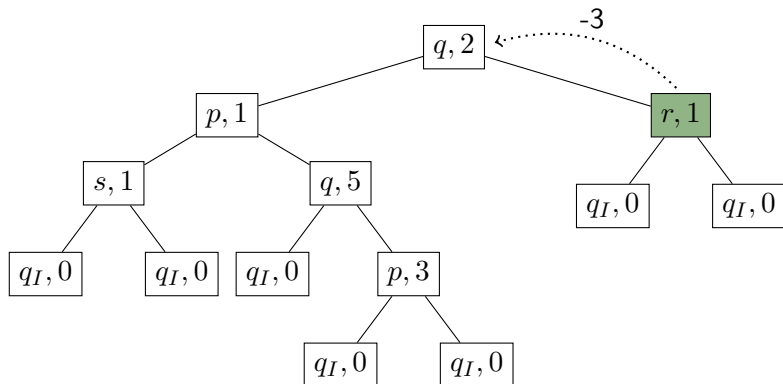 -3
q, 2
p, 1
r, 1
s, 1
q, 5
q_I, 0
q_I, 0
q_I, 0
q_I, 0
q_I, 0
p, 3
q_I, 0
q_I, 0